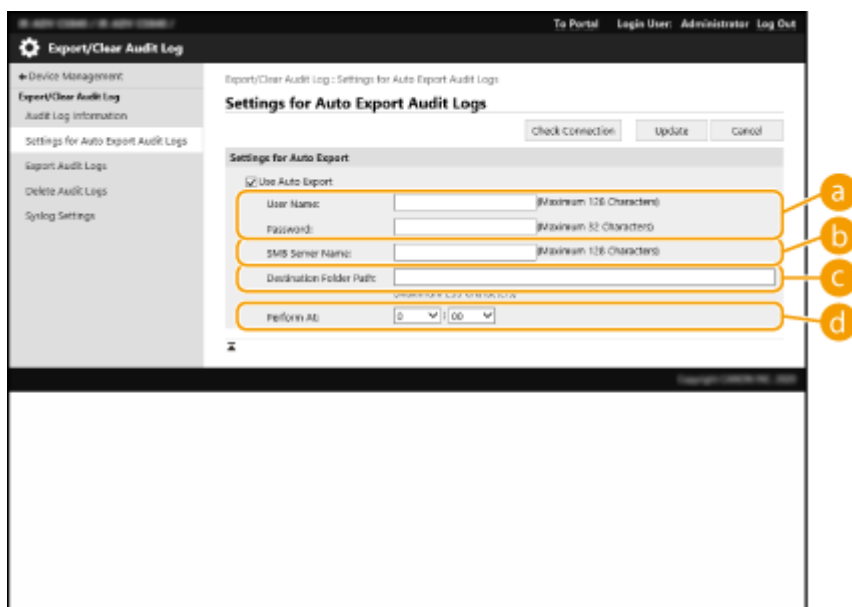 To Portal Login User: Administrator Log Out
Export/Clear Audit Log
Device Management
Export/Clear Audit Log : Settings for Auto Export Audit Logs
Export/Clear Audit Log
Settings for Auto Export Audit Logs
Audit Log Information
Check Connection Update Cancel
Settings for Auto Export Audit Logs
Settings for Auto Export
Export Audit Logs
Use Auto Export
Delete Audit Logs
User Name: (Maximum 128 Characters)
a
Syslog Settings
Password: (Maximum 32 Characters)
b
SMB Server Name: (Maximum 128 Characters)
Destination Folder Path:
c
Perform At: 0 : 00
d